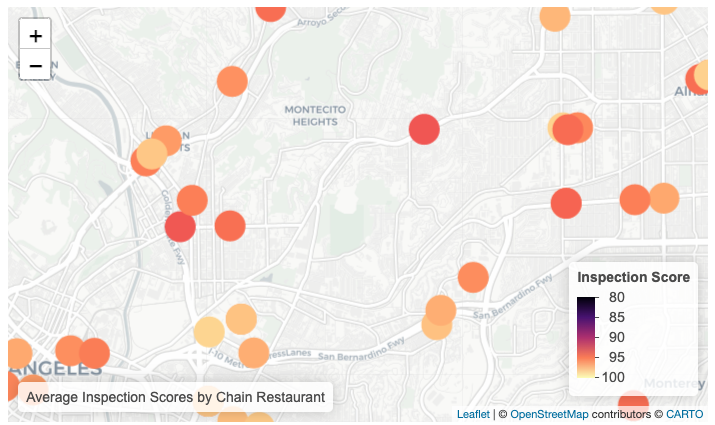 +
−
Arroyo Seco
MONTECITO
HEIGHTS
Golden State Fwy
San Bernardino Fwy
Inspection Score
80
85
90
95
100
I-10 Metro ExpressLanes
San Bernardino Fwy
ANGELES
Monterey
Average Inspection Scores by Chain Restaurant
Leaflet | © OpenStreetMap contributors © CARTO